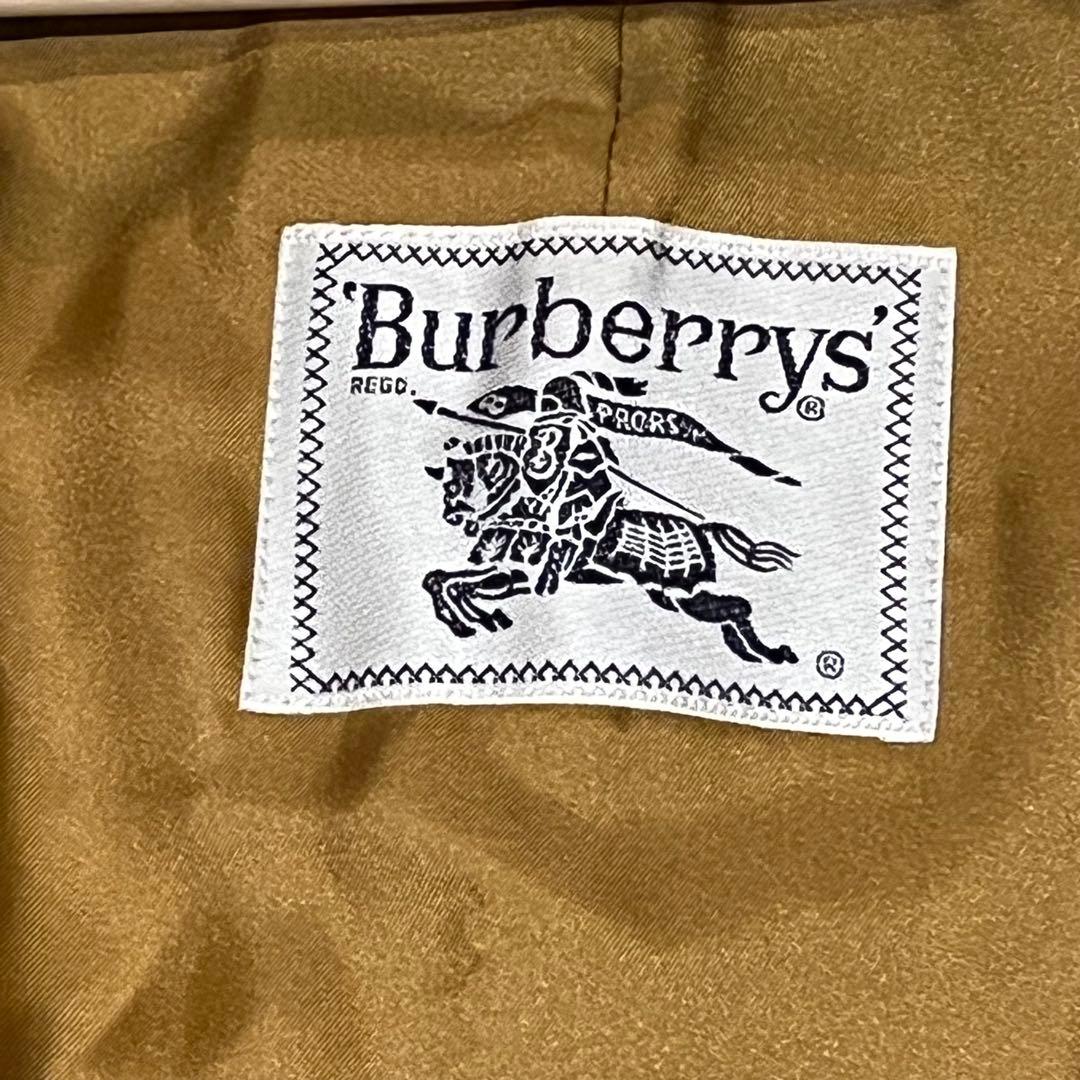 'Burberrys'
REGD. ®
PRORSUM
®